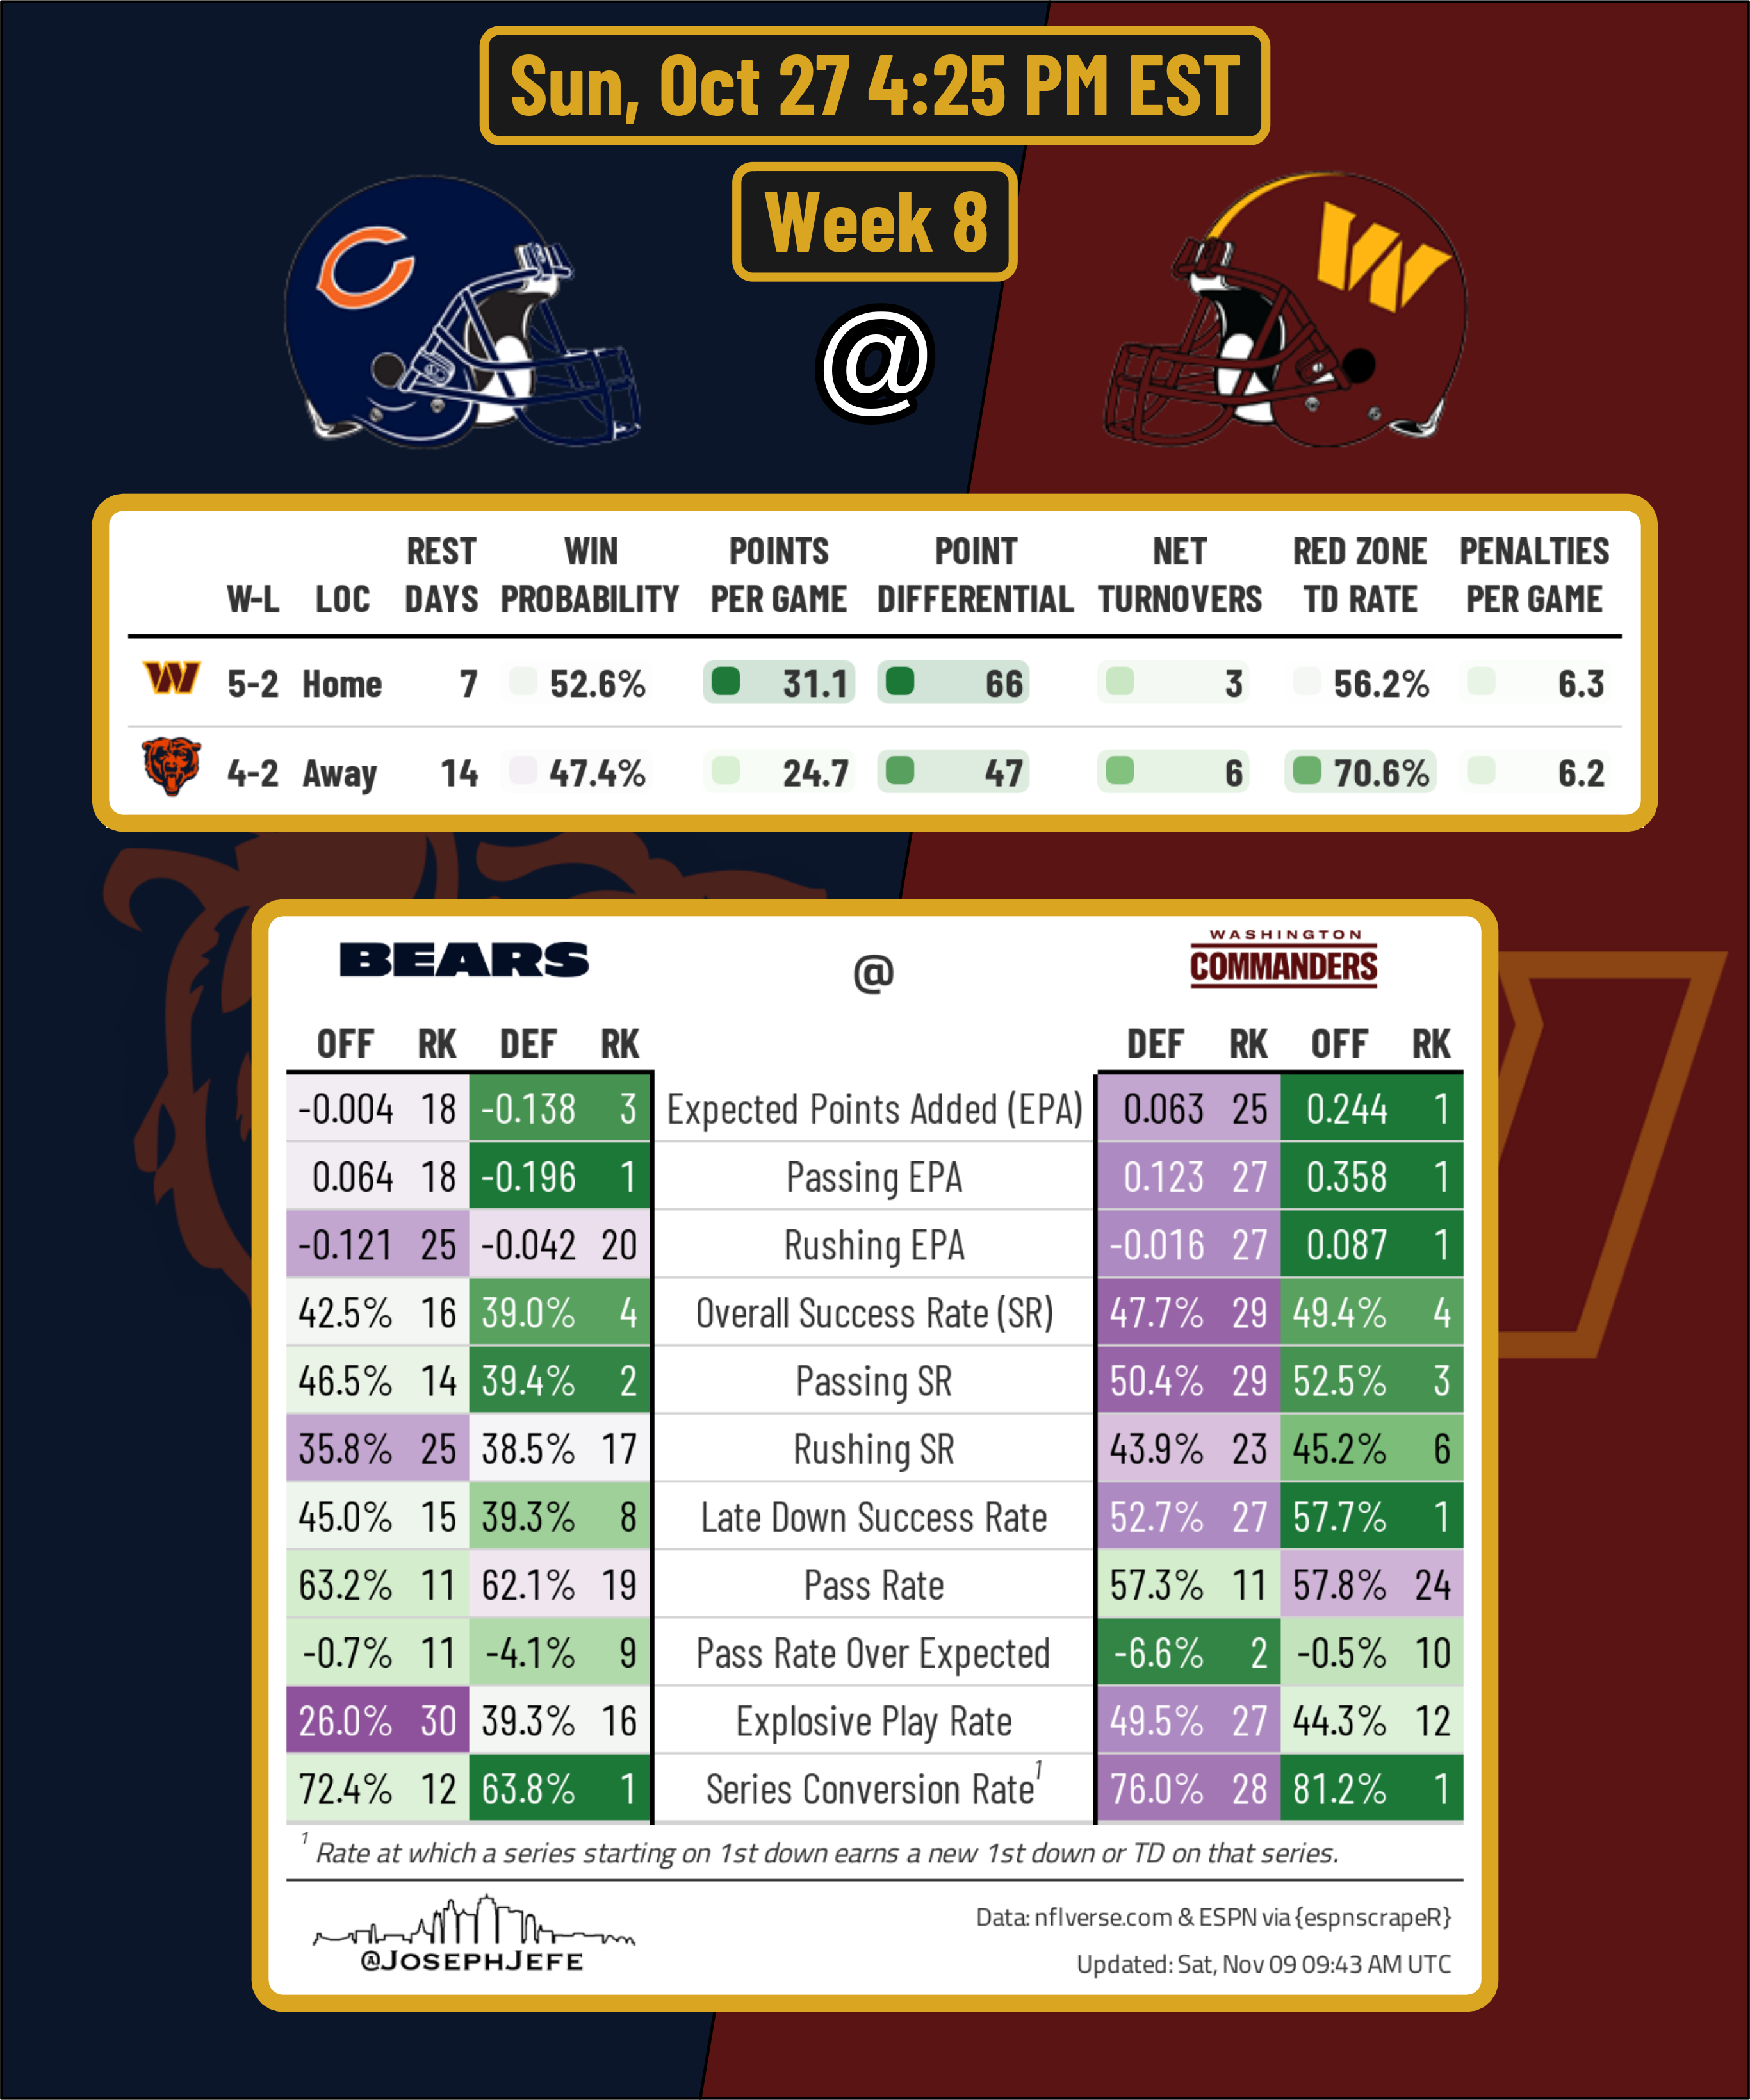 Sun, Oct 27 4:25 PM EST
Week 8
@
REST WIN POINTS POINT NET RED ZONE PENALTIES
W-L LOC DAYS PROBABILITY PER GAME DIFFERENTIAL TURNOVERS TD RATE PER GAME
W 5-2 Home 7 52.6% 31.1 66 3 56.2% 6.3
4-2 Away 14 47.4% 24.7 47 6 70.6% 6.2
BEARS @ WASHINGTON COMMANDERS
OFF RK DEF RK DEF RK OFF RK
-0.004 18 -0.138 3 Expected Points Added (EPA) 0.063 25 0.244 1
0.064 18 -0.196 1 Passing EPA 0.123 27 0.358 1
-0.121 25 -0.042 20 Rushing EPA -0.016 27 0.087 1
42.5% 16 39.0% 4 Overall Success Rate (SR) 47.7% 29 49.4% 4
46.5% 14 39.4% 2 Passing SR 50.4% 29 52.5% 3
35.8% 25 38.5% 17 Rushing SR 43.9% 23 45.2% 6
45.0% 15 39.3% 8 Late Down Success Rate 52.7% 27 57.7% 1
63.2% 11 62.1% 19 Pass Rate 57.3% 11 57.8% 24
-0.7% 11 -4.1% 9 Pass Rate Over Expected -6.6% 2 -0.5% 10
26.0% 30 39.3% 16 Explosive Play Rate 49.5% 27 44.3% 12
72.4% 12 63.8% 1 Series Conversion Rate1 76.0% 28 81.2% 1
1 Rate at which a series starting on 1st down earns a new 1st down or TD on that series.
@JOSEPHJEFE
Data: nflverse.com & ESPN via {espnscrapeR}
Updated: Sat, Nov 09 09:43 AM UTC